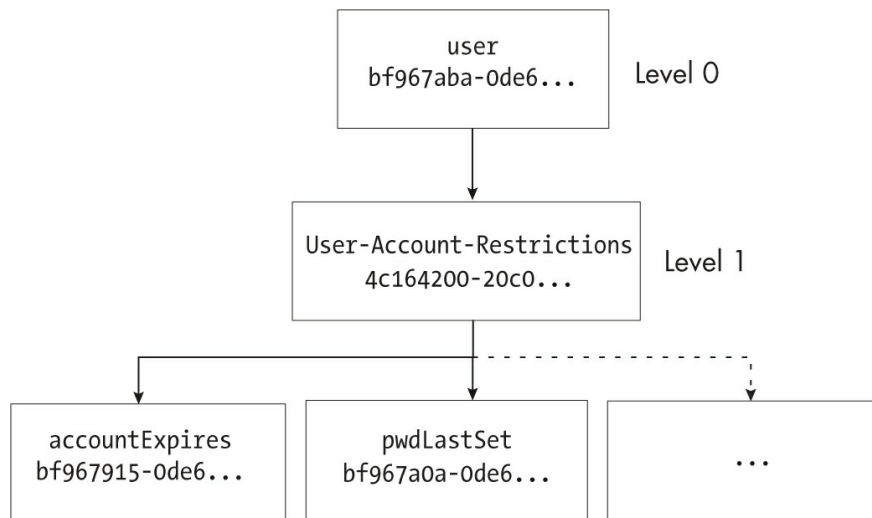 user
bf967aba-0de6...
Level 0
User-Account-Restrictions
4c164200-20c0...
Level 1
accountExpires
bf967915-0de6...
pwdLastSet
bf967a0a-0de6...
...